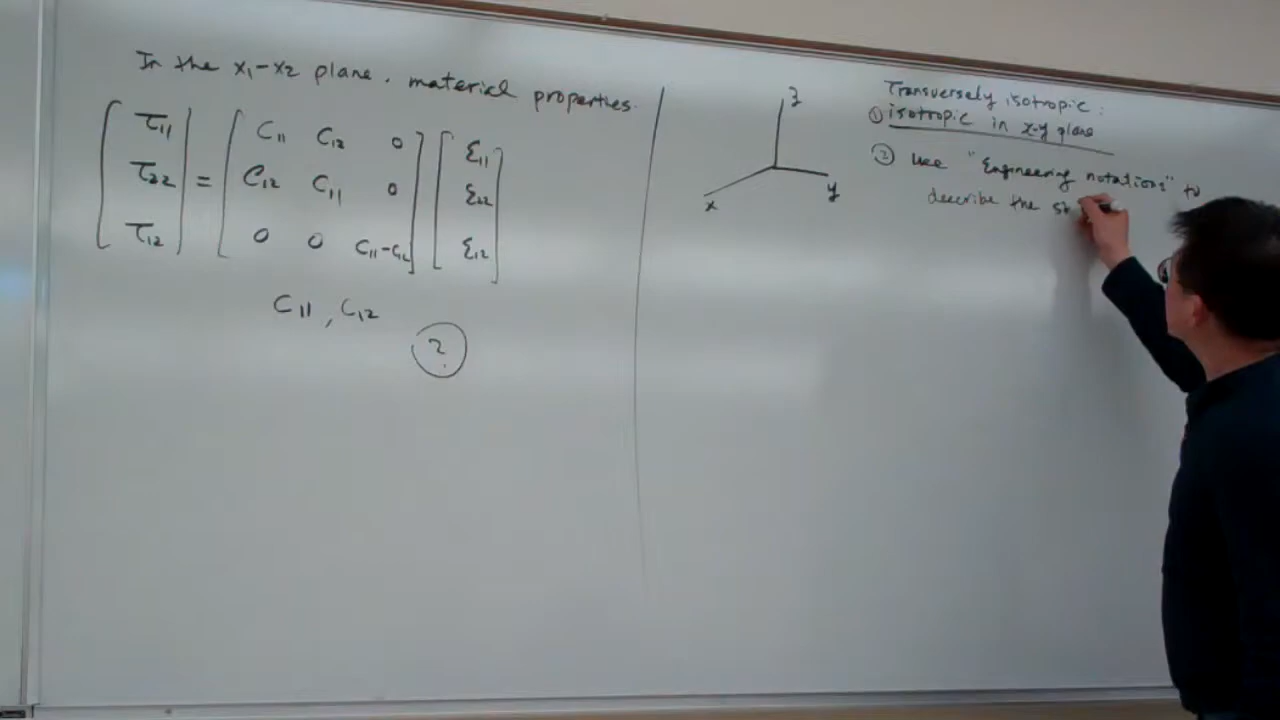 In the x₁-x₂ plane. material properties.
[τ₁₁ τ₂₂ τ₁₂] = [C₁₁ C₁₂ 0; C₁₂ C₁₁ 0; 0 0 C₁₁-C₁₂] [ε₁₁ ε₂₂ ε₁₂]
C₁₁, C₁₂
?
z
x
y
Transversely isotropic:
① isotropic in x-y plane
② use "Engineering notations" to
describe the